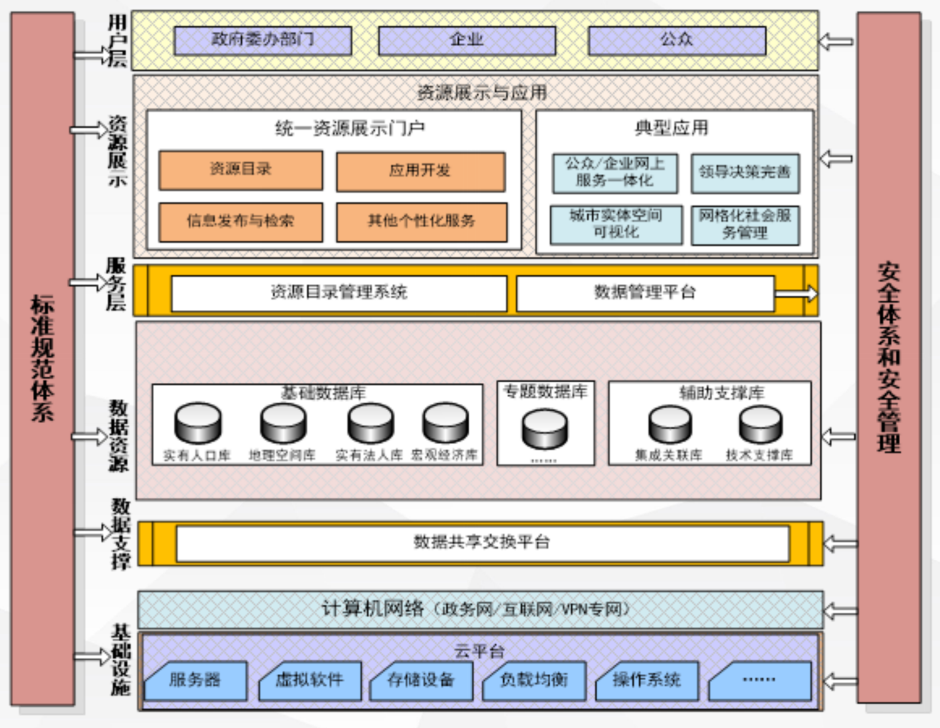 标准规范体系
用户层
政府委办部门
企业
公众
资源展示
资源展示与应用
统一资源展示门户
资源目录
应用开发
信息发布与检索
其他个性化服务
典型应用
公众/企业网上
服务一体化
领导决策完善
城市实体空间
可视化
网格化社会服
务管理
服务层
资源目录管理系统
数据管理平台
数据资源
基础数据库
实有人口库
地理空间库
实有法人库
宏观经济库
专题数据库
......
辅助支撑库
集成关联库
技术支撑库
数据支撑
数据共享交换平台
计算机网络（政务网/互联网/VPN专网）
基础设施
云平台
服务器
虚拟软件
存储设备
负载均衡
操作系统
......
安全体系和安全管理